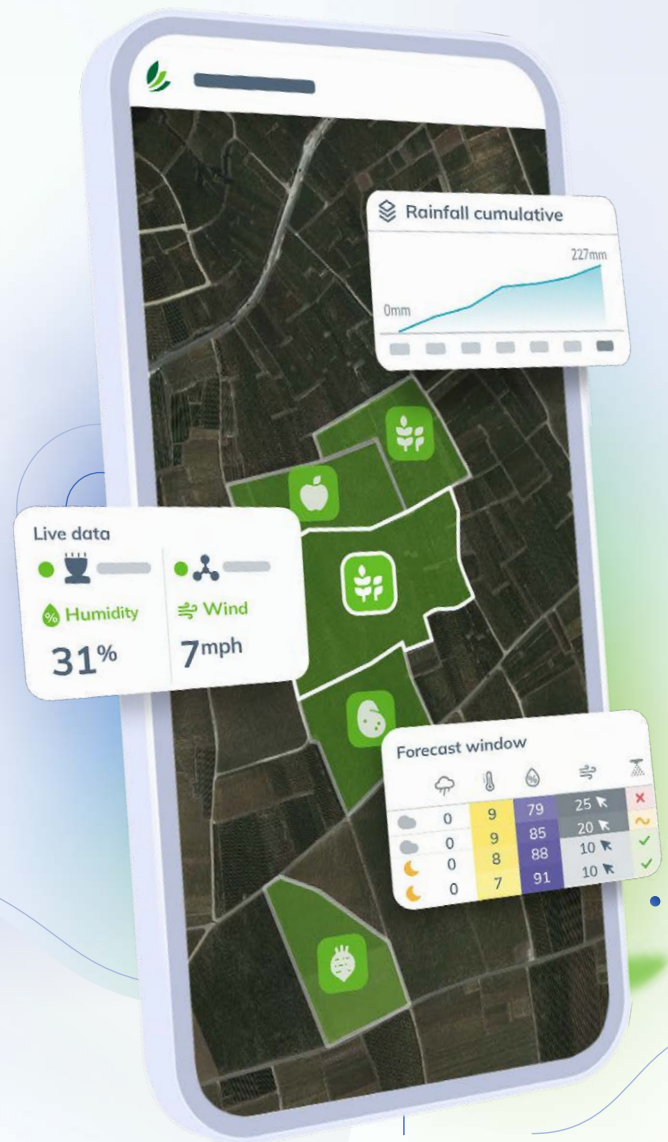 Rainfall cumulative
227mm
0mm
Live data
% Humidity
Wind
31%
7mph
Forecast window
%
0 9 79 25
0 9 85 20
0 8 88 10
0 7 91 10